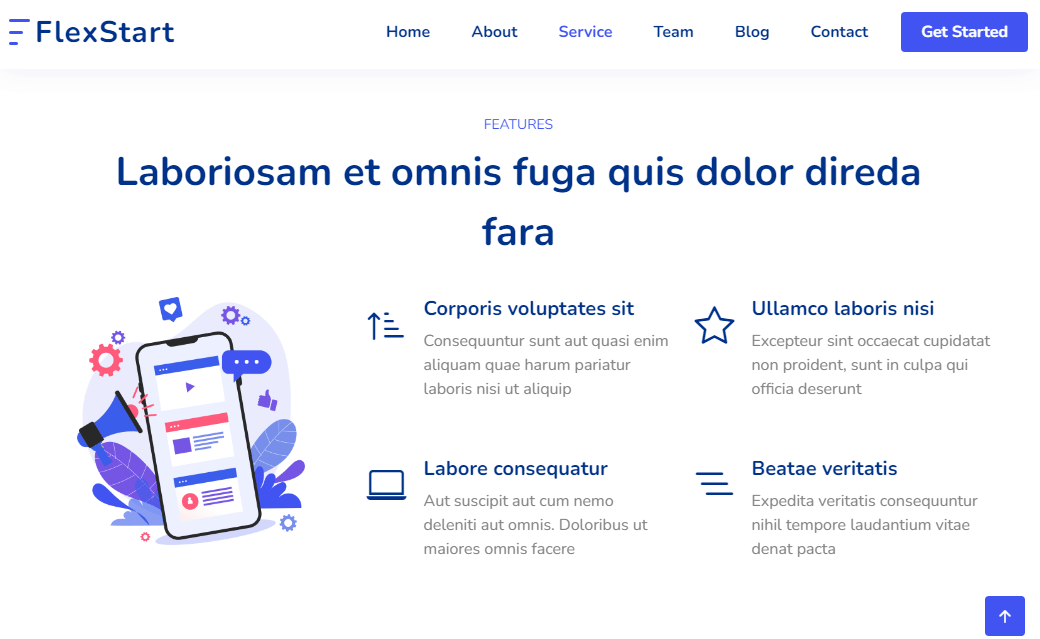 FlexStart
Home About Service Team Blog Contact Get Started
FEATURES
Laboriosam et omnis fuga quis dolor direda
fara
Corporis voluptates sit
Consequuntur sunt aut quasi enim
aliquam quae harum pariatur
laboris nisi ut aliquip
Ullamco laboris nisi
Excepteur sint occaecat cupidatat
non proident, sunt in culpa qui
officia deserunt
Labore consequatur
Aut suscipit aut cum nemo
deleniti aut omnis. Doloribus ut
maiores omnis facere
Beatae veritatis
Expedita veritatis consequuntur
nihil tempore laudantium vitae
denat pacta